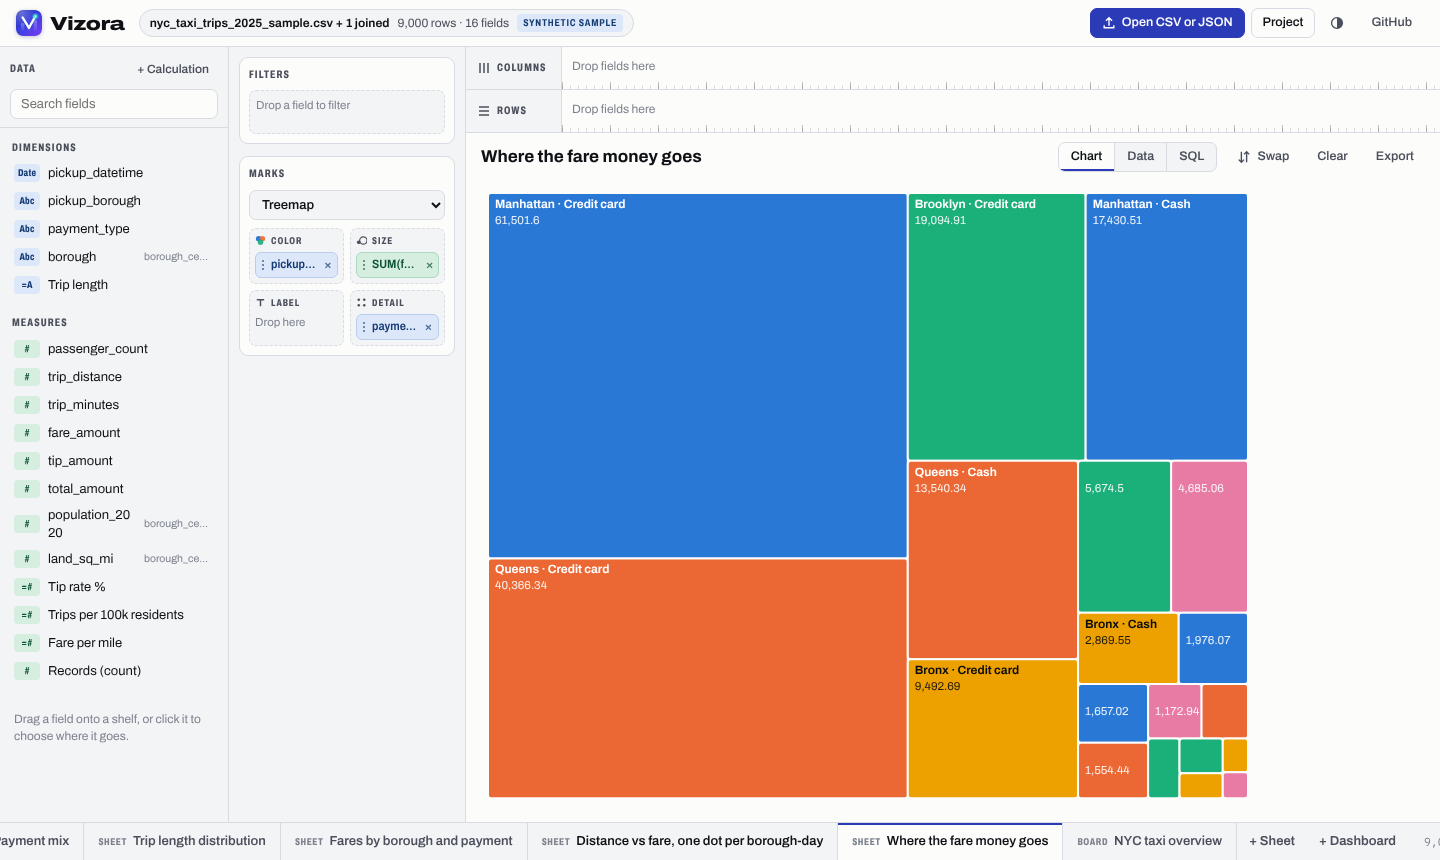 Vizora
nyc_taxi_trips_2025_sample.csv + 1 joined 9,000 rows · 16 fields SYNTHETIC SAMPLE
Open CSV or JSON
Project
GitHub
DATA
+ Calculation
Search fields
DIMENSIONS
Date pickup_datetime
Abc pickup_borough
Abc payment_type
Abc borough borough_ce...
=A Trip length
MEASURES
# passenger_count
# trip_distance
# trip_minutes
# fare_amount
# tip_amount
# total_amount
# population_20
20 borough_ce...
# land_sq_mi borough_ce...
=# Tip rate %
=# Trips per 100k residents
=# Fare per mile
# Records (count)
Drag a field onto a shelf, or click it to
choose where it goes.
FILTERS
Drop a field to filter
MARKS
Treemap
COLOR
pickup... ×
SIZE
SUM(f... ×
LABEL
Drop here
DETAIL
payme... ×
COLUMNS Drop fields here
ROWS Drop fields here
Where the fare money goes
Chart Data SQL Swap Clear Export
Manhattan · Credit card
61,501.6
Brooklyn · Credit card
19,094.91
Manhattan · Cash
17,430.51
Queens · Cash
13,540.34
5,674.5
4,685.06
Queens · Credit card
40,366.34
Bronx · Cash
2,869.55
1,976.07
Bronx · Credit card
9,492.69
1,657.02
1,172.94
1,554.44
Payment mix
SHEET Trip length distribution
SHEET Fares by borough and payment
SHEET Distance vs fare, one dot per borough-day
SHEET Where the fare money goes
BOARD NYC taxi overview
+ Sheet
+ Dashboard